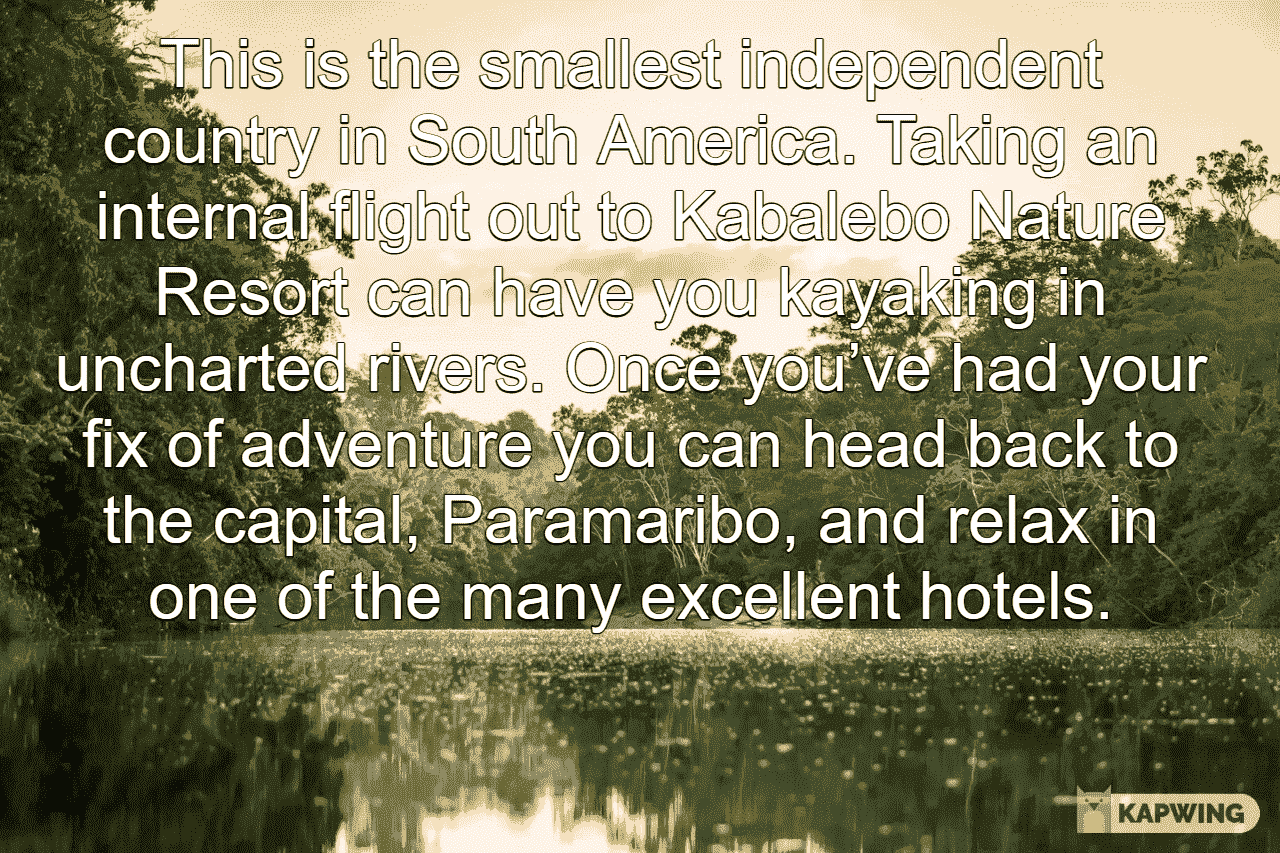 This is the smallest independent
country in South America. Taking an
internal flight out to Kabalebo Nature
Resort can have you kayaking in
uncharted rivers. Once you’ve had your
fix of adventure you can head back to
the capital, Paramaribo, and relax in
one of the many excellent hotels.
KAPWING